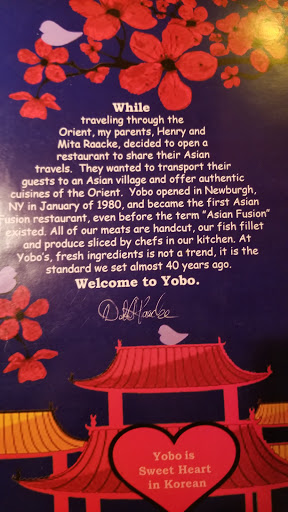 While
traveling through the
Orient, my parents, Henry and
Mita Raacke, decided to open a
restaurant to share their Asian
travels. They wanted to transport their
guests to an Asian village and offer authentic
cuisines of the Orient. Yobo opened in Newburgh,
NY in January of 1980, and became the first Asian
Fusion restaurant, even before the term "Asian Fusion"
existed. All of our meats are handcut, our fish fillet
and produce sliced by chefs in our kitchen. At
Yobo's, fresh ingredients is not a trend, it is the
standard we set almost 40 years ago.
Welcome to Yobo.
Yobo is
Sweet Heart
in Korean